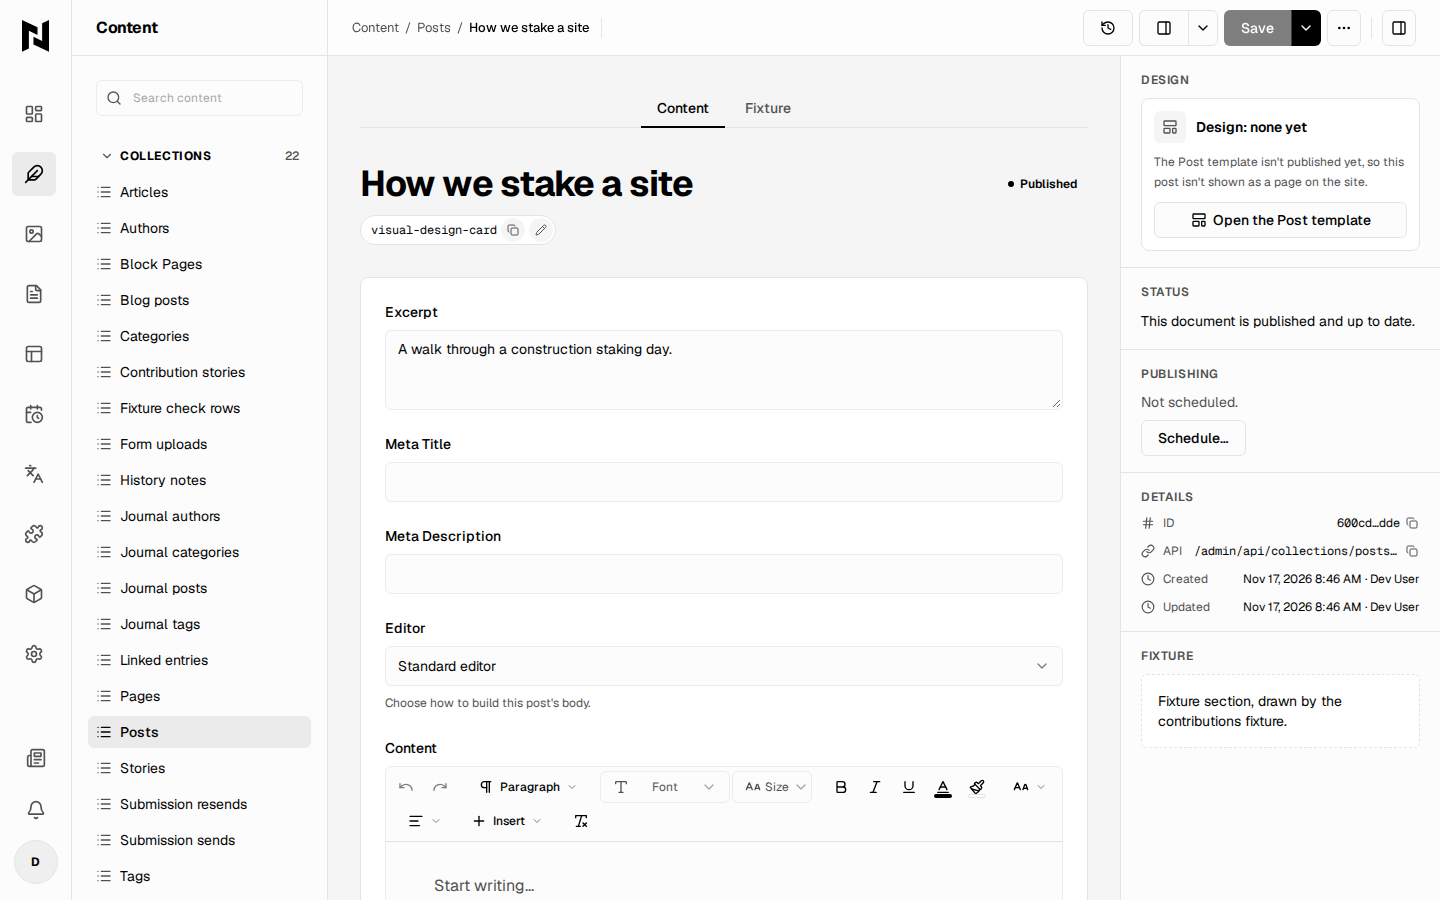 Content
Search content
COLLECTIONS 22
Articles
Authors
Block Pages
Blog posts
Categories
Contribution stories
Fixture check rows
Form uploads
History notes
Journal authors
Journal categories
Journal posts
Journal tags
Linked entries
Pages
Posts
Stories
Submission resends
Submission sends
Tags
D
Content / Posts / How we stake a site
Save
Content Fixture
How we stake a site
Published
visual-design-card
Excerpt
A walk through a construction staking day.
Meta Title
Meta Description
Editor
Standard editor
Choose how to build this post's body.
Content
Paragraph
Font
AA Size
B I U A
AA
Insert
Start writing...
DESIGN
Design: none yet
The Post template isn't published yet, so this
post isn't shown as a page on the site.
Open the Post template
STATUS
This document is published and up to date.
PUBLISHING
Not scheduled.
Schedule...
DETAILS
ID 600cd...dde
API /admin/api/collections/posts...
Created Nov 17, 2026 8:46 AM · Dev User
Updated Nov 17, 2026 8:46 AM · Dev User
FIXTURE
Fixture section, drawn by the
contributions fixture.